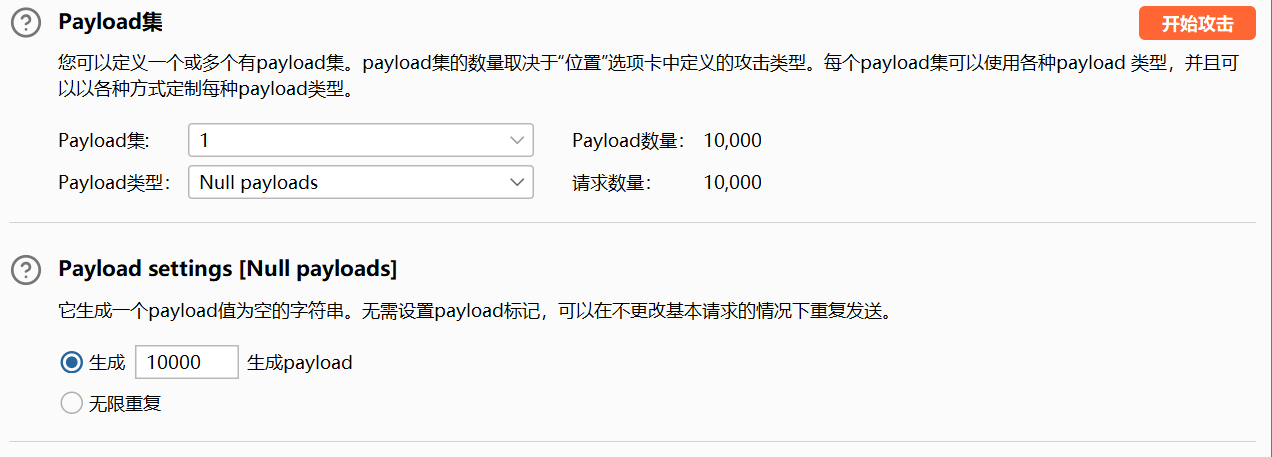 Payload集
开始攻击
您可以定义一个或多个有payload集。payload集的数量取决于“位置”选项卡中定义的攻击类型。每个payload集可以使用各种payload 类型，并且可
以以各种方式定制每种payload类型。
Payload集: 1 Payload数量： 10,000
Payload类型： Null payloads 请求数量： 10,000
Payload settings [Null payloads]
它生成一个payload值为空的字符串。无需设置payload标记，可以在不更改基本请求的情况下重复发送。
生成 10000 生成payload
无限重复